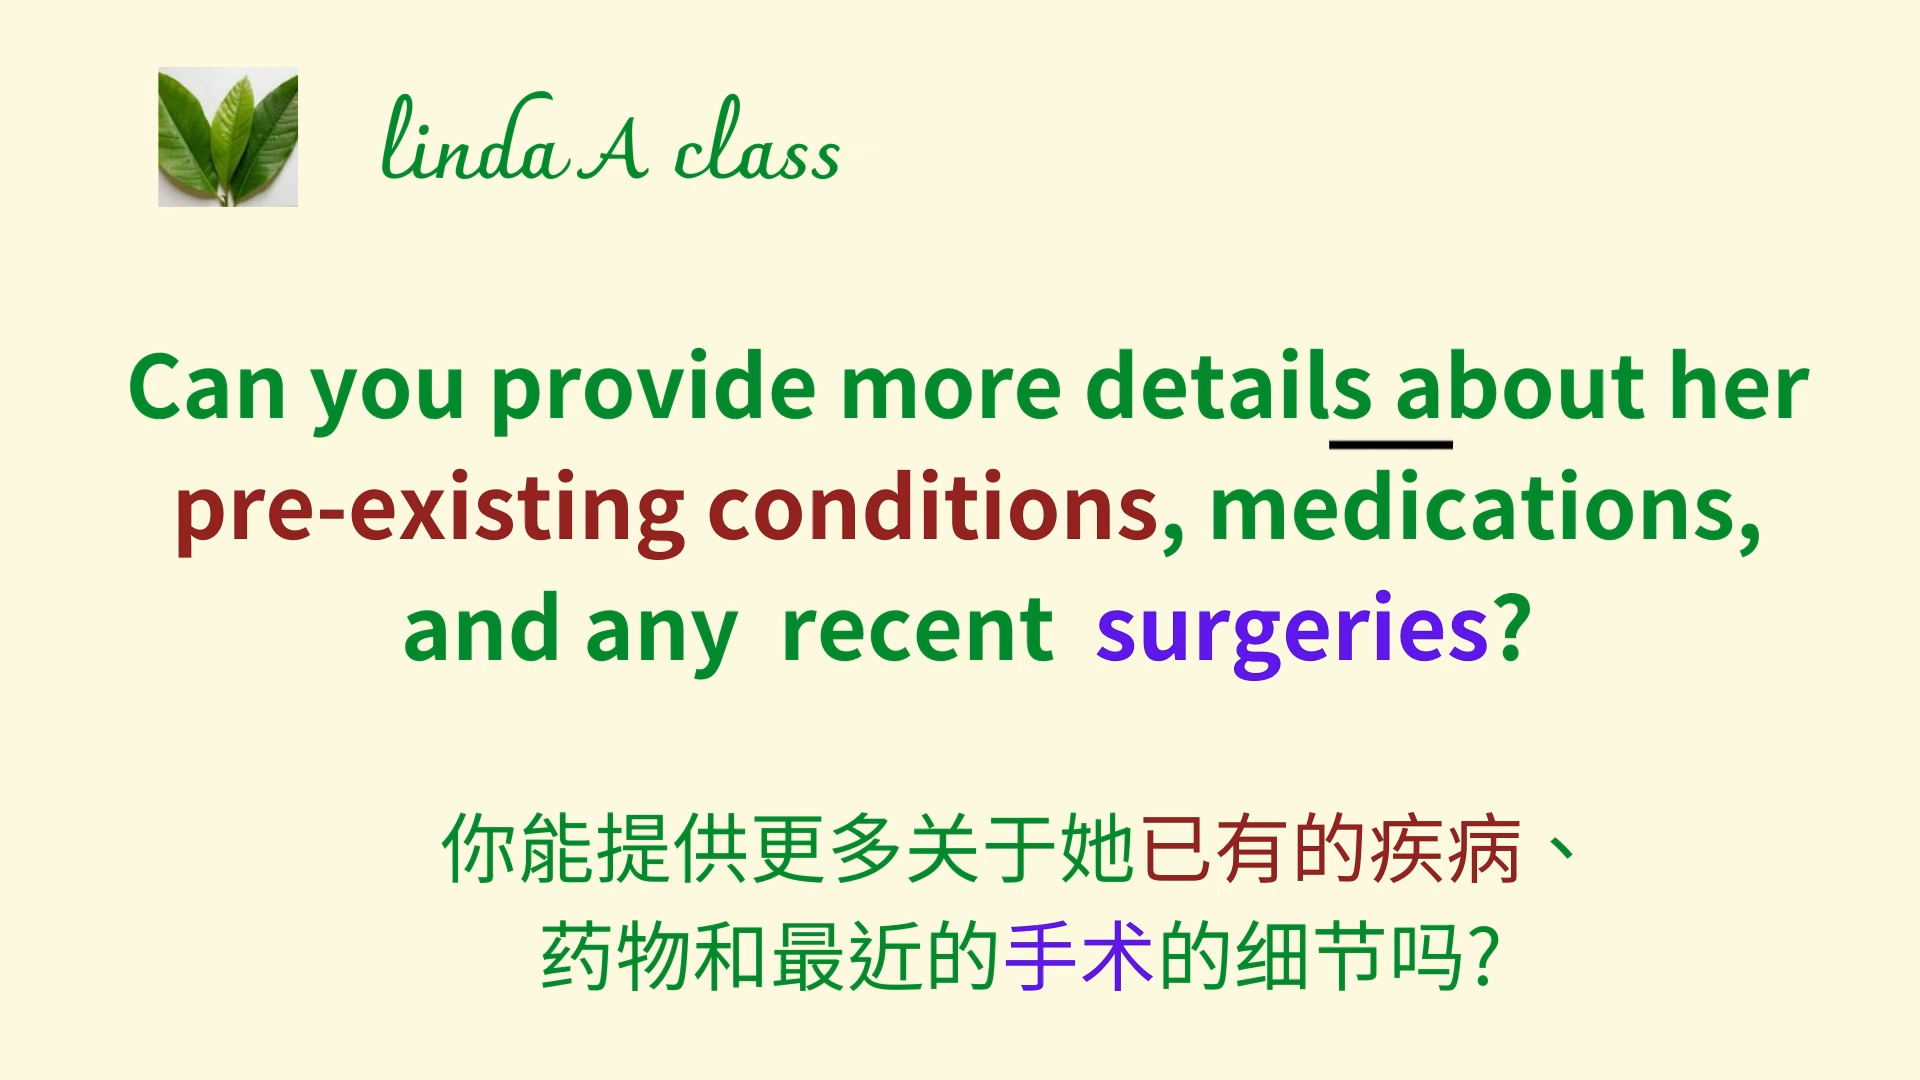 linda A class
Can you provide more details about her
pre-existing conditions, medications,
and any recent surgeries?
你能提供更多关于她已有的疾病、
药物和最近的手术的细节吗?